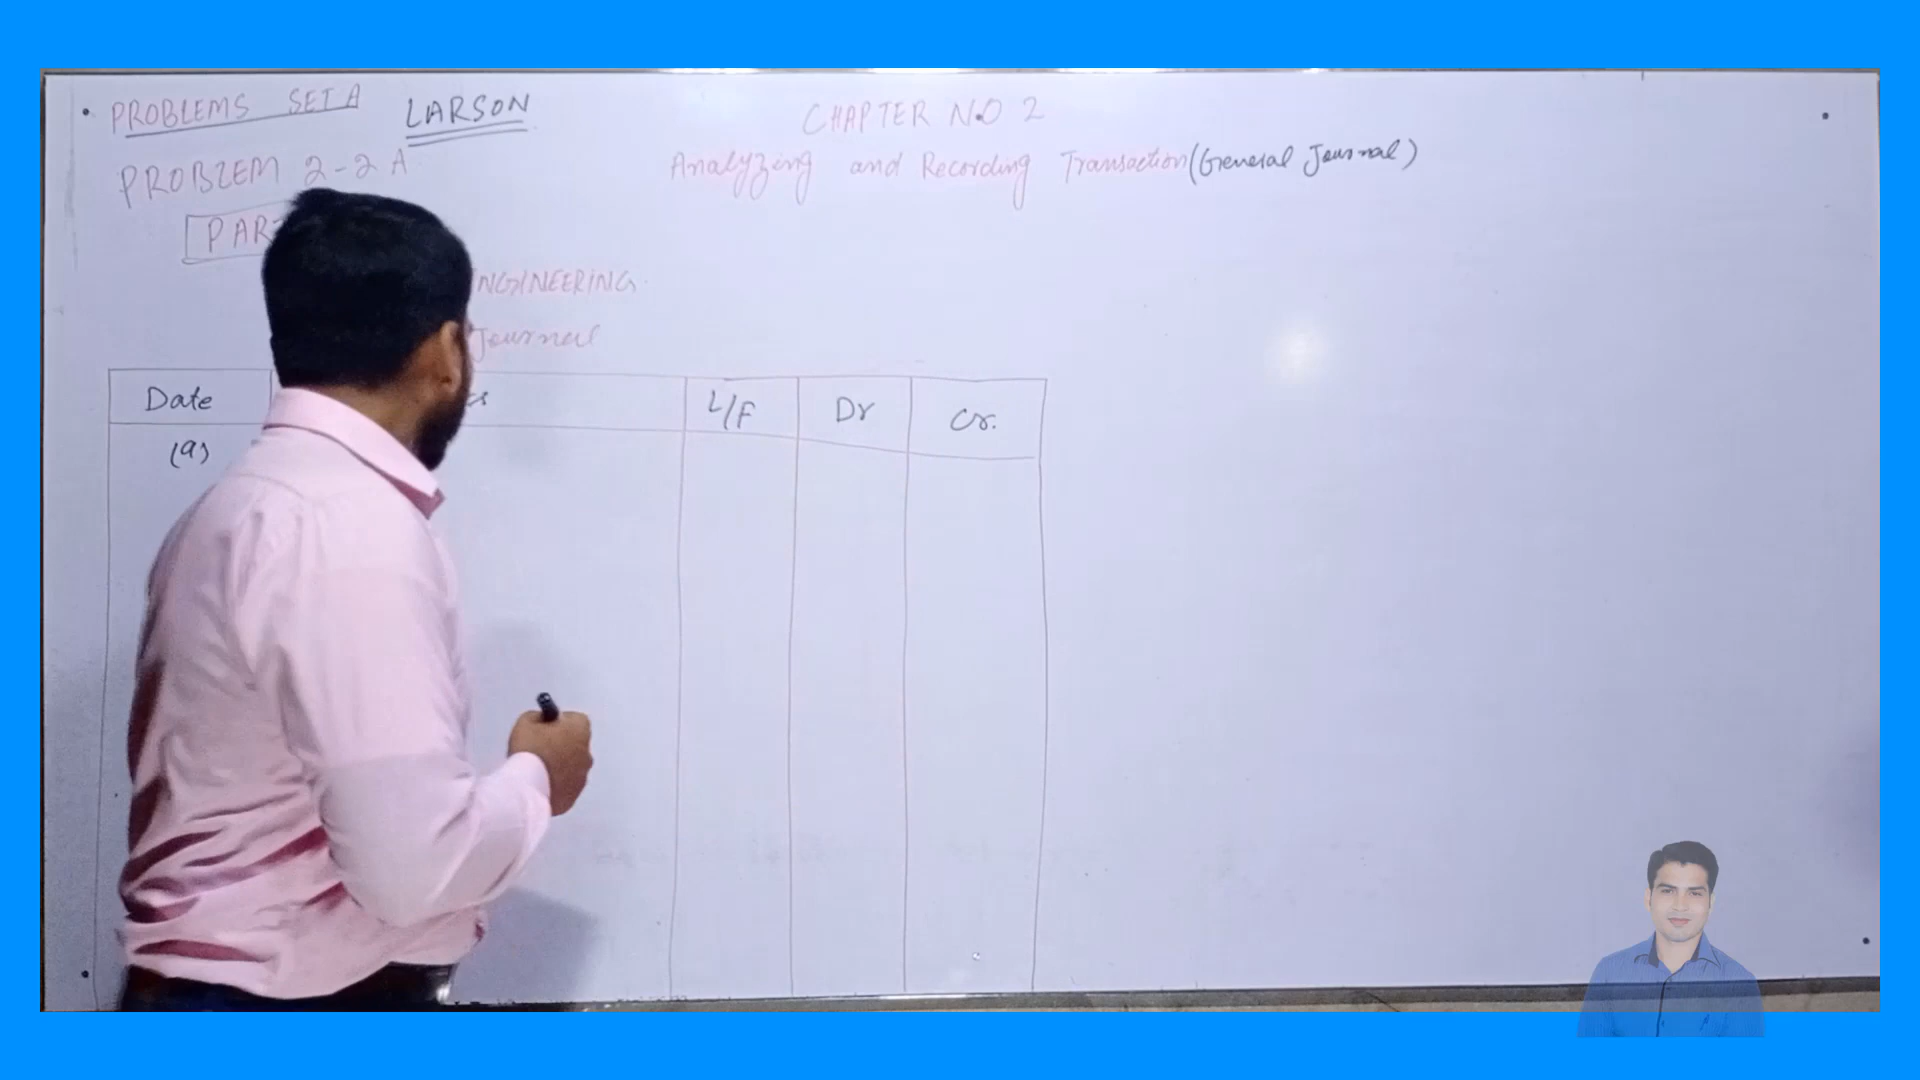 PROBLEMS SET A LARSON
CHAPTER NO 2
PROBLEM 2-2 A
Analyzing and Recording Transaction (General Journal)
PAR
NGINEERING
Journal
Date L/F Dr Cr.
(a)